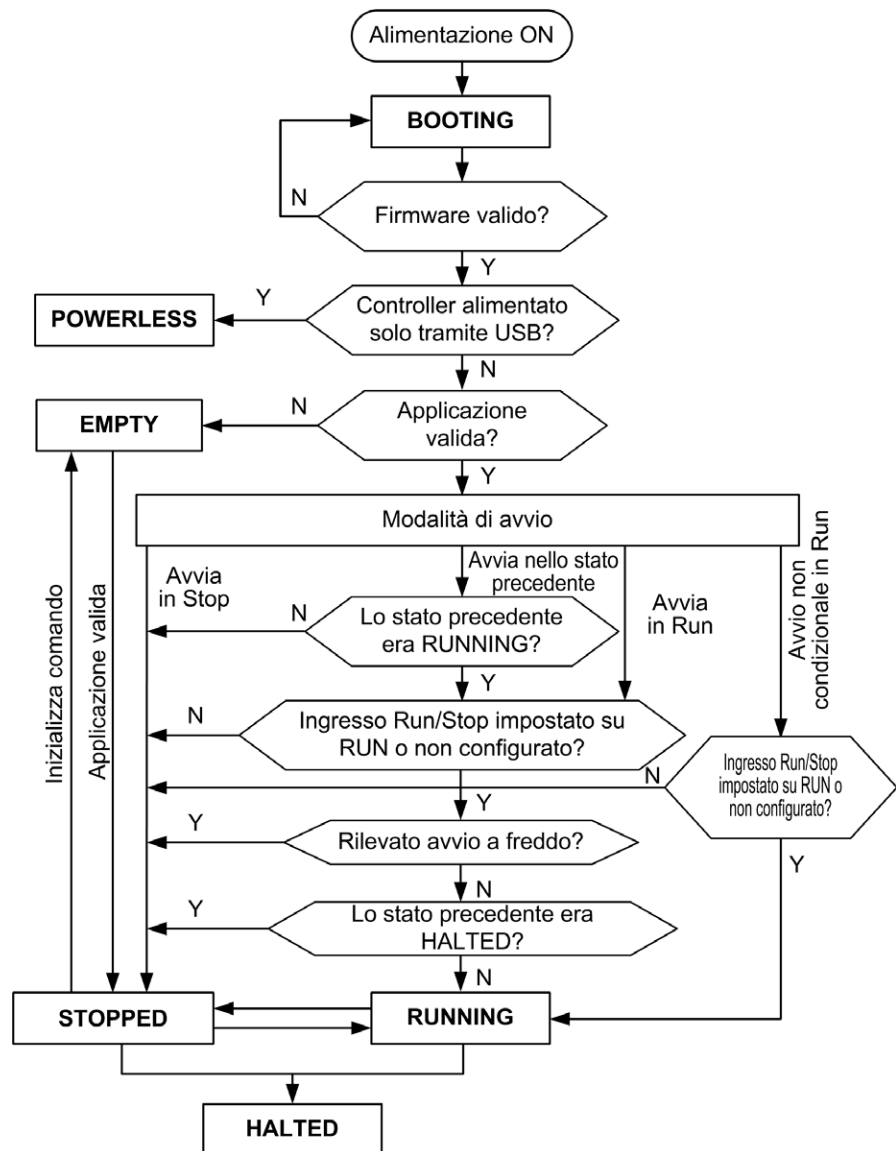 Alimentazione ON
BOOTING
N
Firmware valido?
Y
Y
Controller alimentato
solo tramite USB?
POWERLESS
N
N
Applicazione
valida?
EMPTY
Y
Modalità di avvio
Avvia nello stato
precedente
Avvia
in Stop
Avvia
in Run
Avvio non
condizionale in Run
Inizializza comando
Applicazione valida
N
Lo stato precedente
era RUNNING?
Y
N
Ingresso Run/Stop impostato su
RUN o non configurato?
N
Ingresso Run/Stop
impostato su RUN o
non configurato?
Y
Y
Rilevato avvio a freddo?
Y
N
Y
Lo stato precedente era
HALTED?
N
STOPPED
RUNNING
HALTED